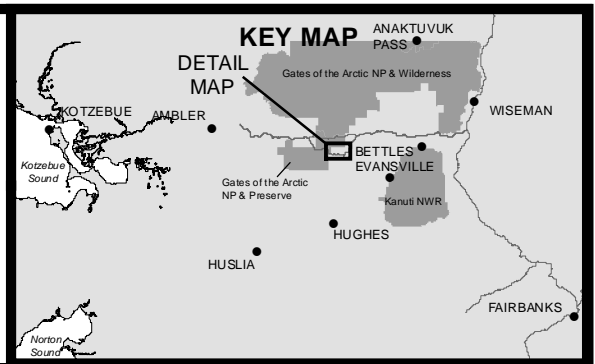 KEY MAP
ANAKTUVUK
PASS
DETAIL
MAP
Gates of the Arctic NP & Wilderness
KOTZEBUE
AMBLER
WISEMAN
Kotzebue
Sound
BETTLES
EVANSVILLE
Gates of the Arctic
NP & Preserve
Kanuti NWR
HUGHES
HUSLIA
FAIRBANKS
Norton
Sound